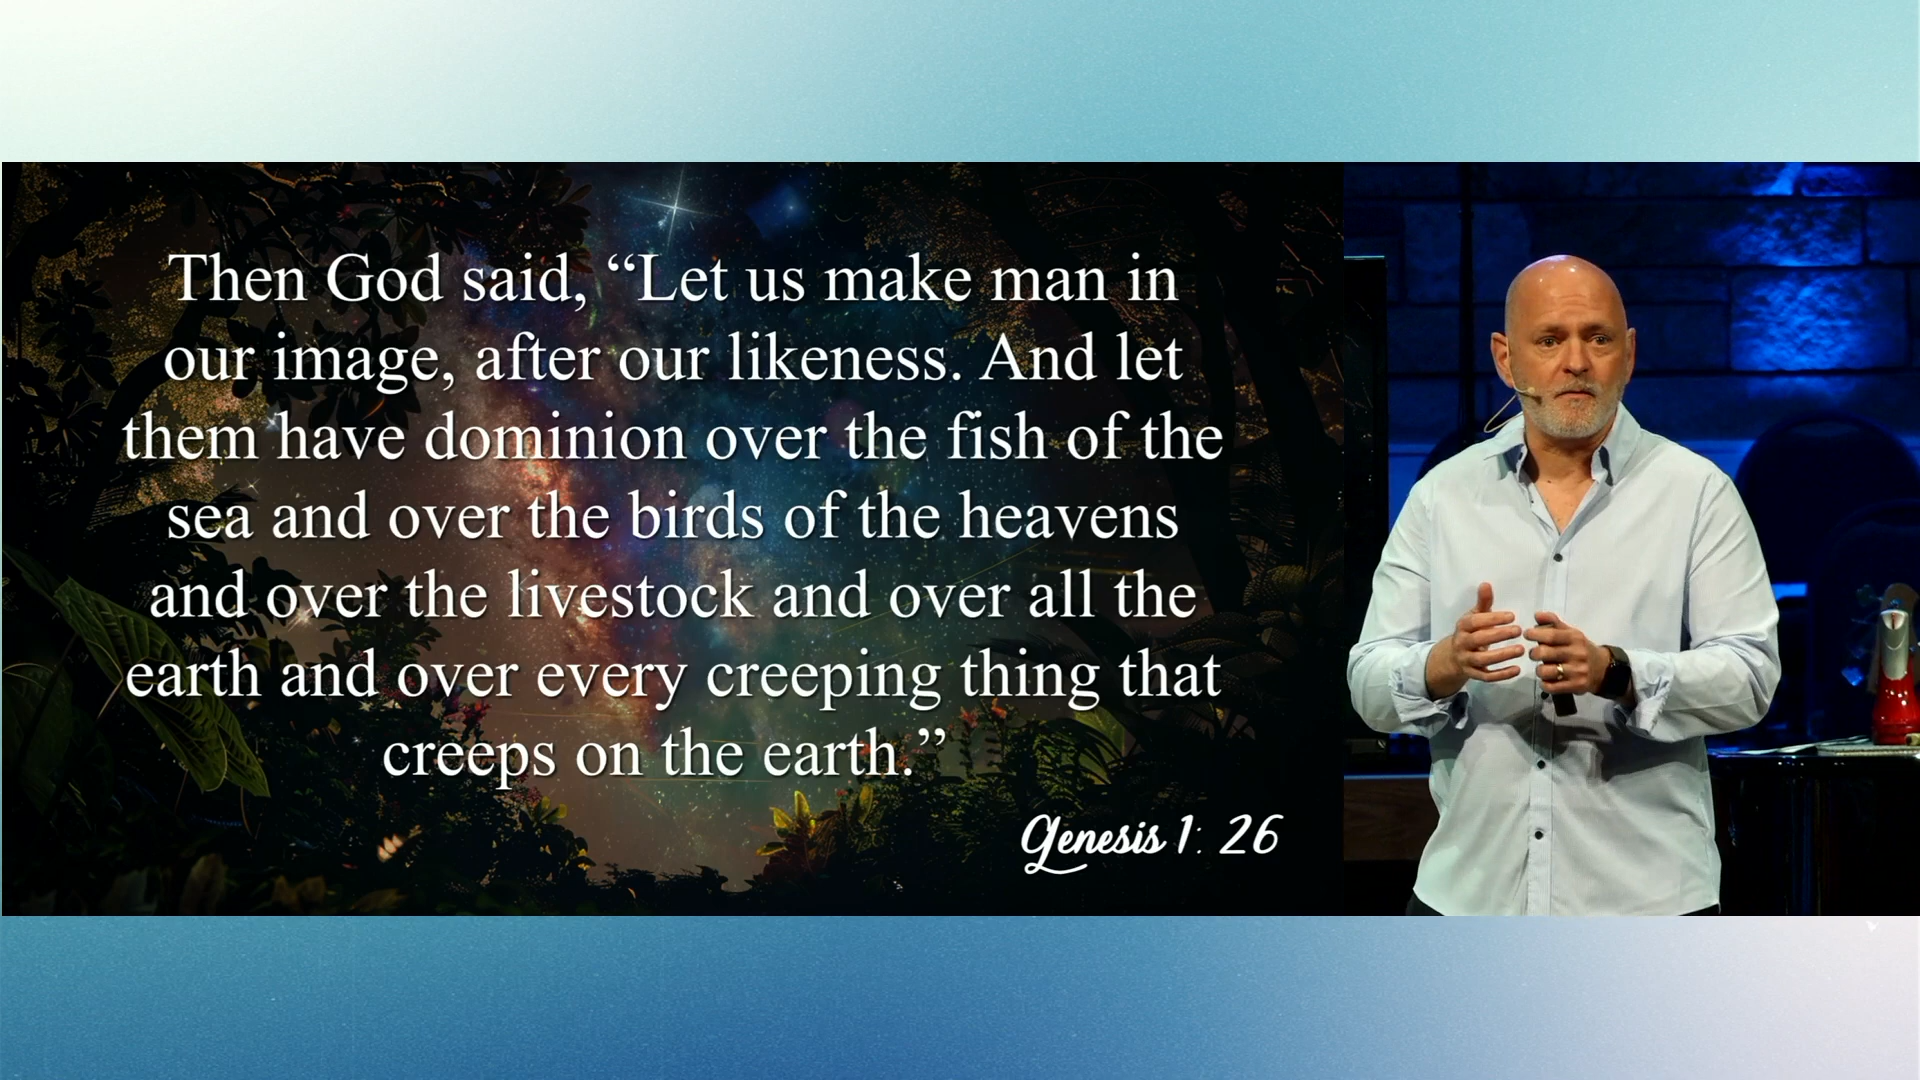 Then God said, “Let us make man in
our image, after our likeness. And let
them have dominion over the fish of the
sea and over the birds of the heavens
and over the livestock and over all the
earth and over every creeping thing that
creeps on the earth.”
Genesis 1: 26